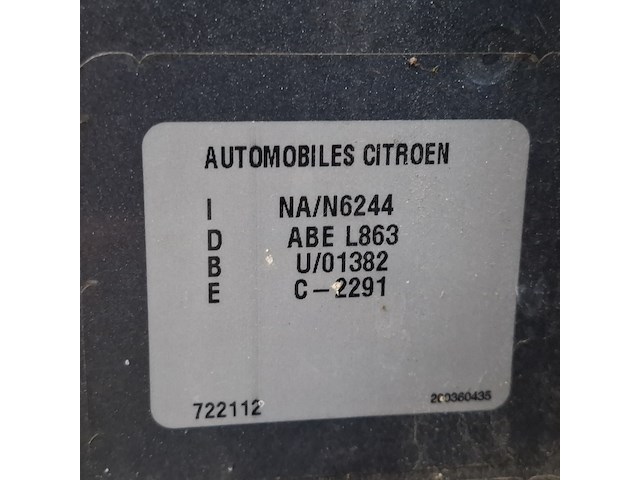 AUTOMOBILES CITROEN
I NA/N6244
D ABE L863
B U/01382
E C-2291
722112 200360435